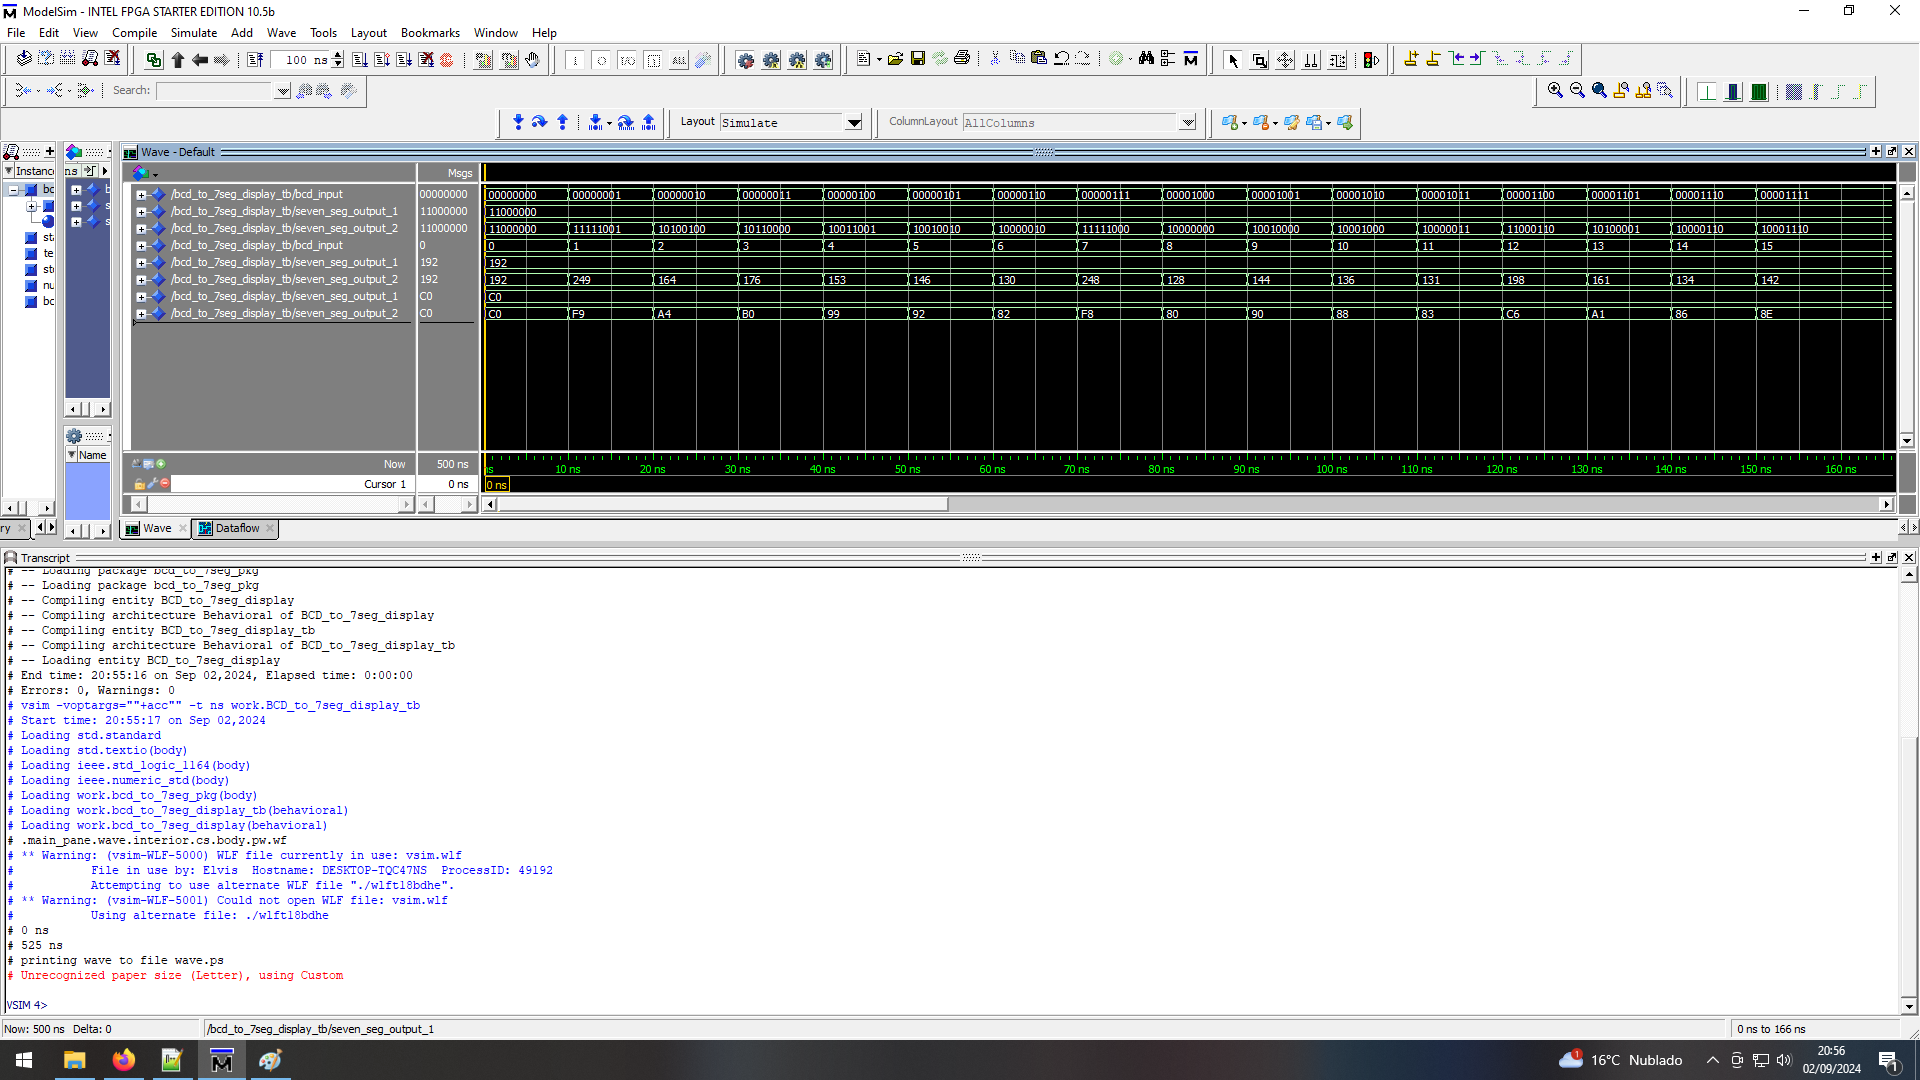 ModelSim - INTEL FPGA STARTER EDITION 10.5b
File Edit View Compile Simulate Add Wave Tools Layout Bookmarks Window Help
100 ns
Search:
Layout Simulate ColumnLayout AllColumns
Wave - Default
Instance
Msgs
/bcd_to_7seg_display_tb/bcd_input 00000000 00000000 00000001 00000010 00000011 00000100 00000101 00000110 00000111 00001000 00001001 00001010 00001011 00001100 00001101 00001110 00001111
/bcd_to_7seg_display_tb/seven_seg_output_1 11000000 11000000
/bcd_to_7seg_display_tb/seven_seg_output_2 11000000 11000000 11111001 10100100 10110000 10011001 10010010 10000010 11111000 10000000 10010000 10001000 10000011 11000110 10100001 10000110 10001110
/bcd_to_7seg_display_tb/bcd_input 0 0 1 2 3 4 5 6 7 8 9 10 11 12 13 14 15
/bcd_to_7seg_display_tb/seven_seg_output_1 192 192
/bcd_to_7seg_display_tb/seven_seg_output_2 192 192 249 164 176 153 146 130 248 128 144 136 131 198 161 134 142
/bcd_to_7seg_display_tb/seven_seg_output_1 C0 C0
/bcd_to_7seg_display_tb/seven_seg_output_2 C0 C0 F9 A4 B0 99 92 82 F8 80 90 88 83 C6 A1 86 8E
Name
Now 500 ns 10 ns 20 ns 30 ns 40 ns 50 ns 60 ns 70 ns 80 ns 90 ns 100 ns 110 ns 120 ns 130 ns 140 ns 150 ns 160 ns
Cursor 1 0 ns 0 ns
ry Wave Dataflow
Transcript
# -- Loading package bcd_to_7seg_pkg
# -- Loading package bcd_to_7seg_pkg
# -- Compiling entity BCD_to_7seg_display
# -- Compiling architecture Behavioral of BCD_to_7seg_display
# -- Compiling entity BCD_to_7seg_display_tb
# -- Compiling architecture Behavioral of BCD_to_7seg_display_tb
# -- Loading entity BCD_to_7seg_display
# End time: 20:55:16 on Sep 02,2024, Elapsed time: 0:00:00
# Errors: 0, Warnings: 0
# vsim -voptargs=""+acc"" -t ns work.BCD_to_7seg_display_tb
# Start time: 20:55:17 on Sep 02,2024
# Loading std.standard
# Loading std.textio(body)
# Loading ieee.std_logic_1164(body)
# Loading ieee.numeric_std(body)
# Loading work.bcd_to_7seg_pkg(body)
# Loading work.bcd_to_7seg_display_tb(behavioral)
# Loading work.bcd_to_7seg_display(behavioral)
# .main_pane.wave.interior.cs.body.pw.wf
# ** Warning: (vsim-WLF-5000) WLF file currently in use: vsim.wlf
# File in use by: Elvis Hostname: DESKTOP-TQC47NS ProcessID: 49192
# Attempting to use alternate WLF file "./wlft18bdhe".
# ** Warning: (vsim-WLF-5001) Could not open WLF file: vsim.wlf
# Using alternate file: ./wlft18bdhe
# 0 ns
# 525 ns
# printing wave to file wave.ps
# Unrecognized paper size (Letter), using Custom
VSIM 4>
Now: 500 ns Delta: 0 /bcd_to_7seg_display_tb/seven_seg_output_1 0 ns to 166 ns
16°C Nublado
20:56
02/09/2024